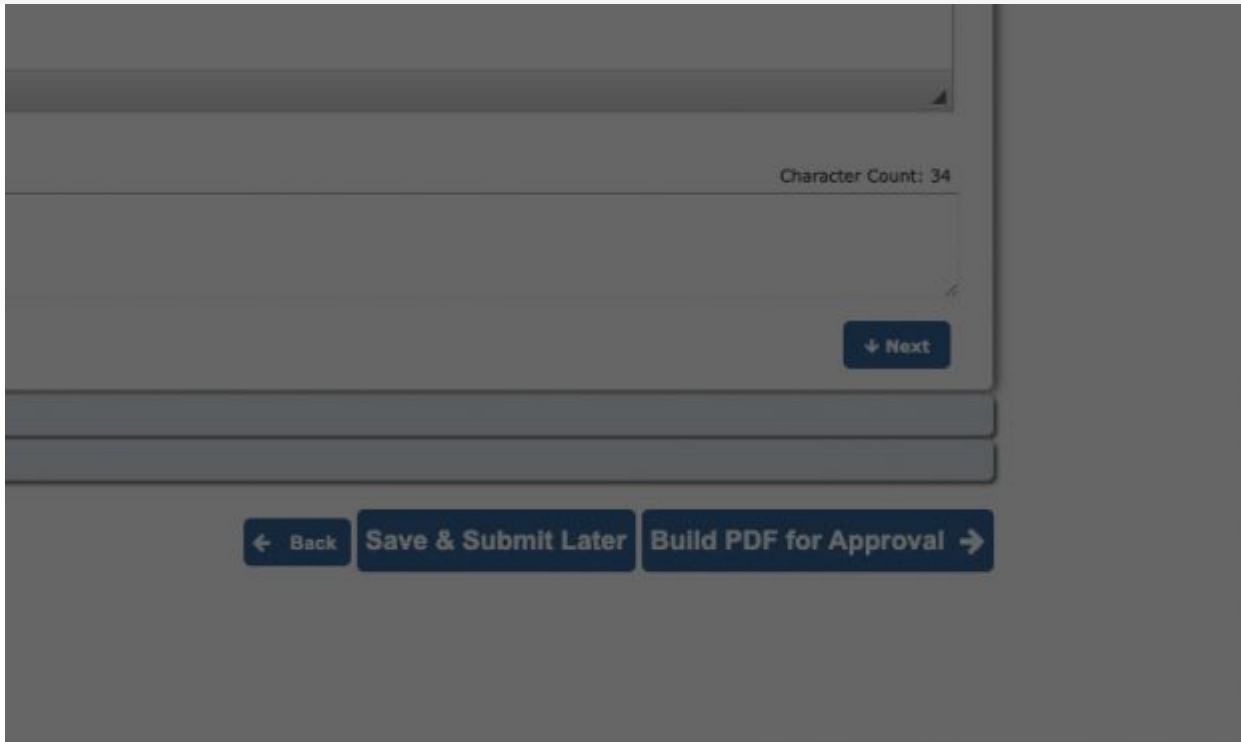 Character Count: 34
Next
Back Save & Submit Later Build PDF for Approval